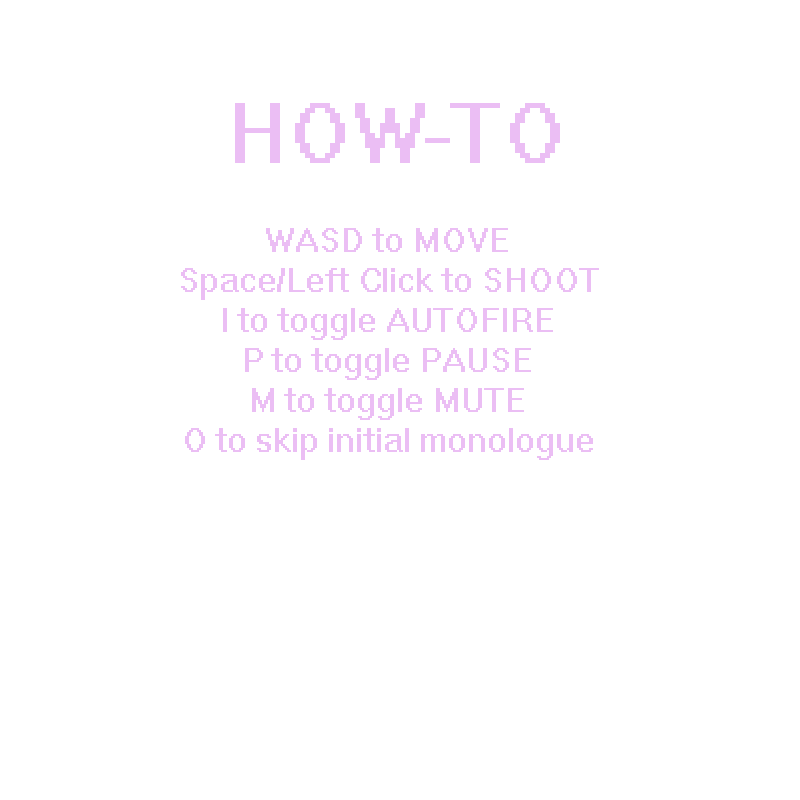 HOW-TO
WASD to MOVE
Space/Left Click to SHOOT
I to toggle AUTOFIRE
P to toggle PAUSE
M to toggle MUTE
O to skip initial monologue